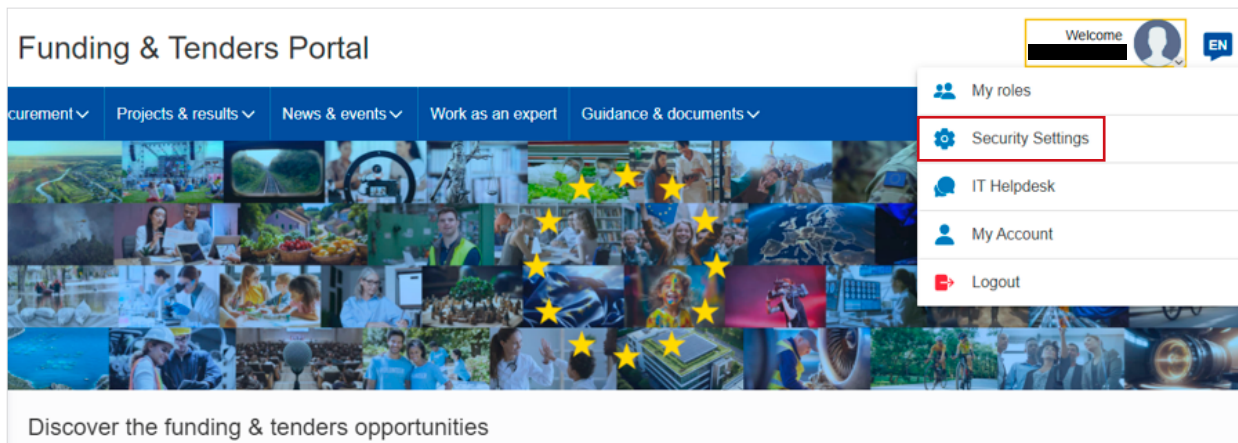 Funding & Tenders Portal
Welcome
EN
curement
Projects & results
News & events
Work as an expert
Guidance & documents
My roles
Security Settings
IT Helpdesk
My Account
Logout
Discover the funding & tenders opportunities